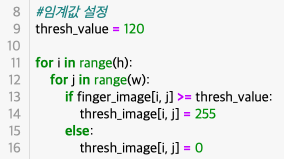 8 #임계값 설정
9 thresh_value = 120
10
11 for i in range(h):
12     for j in range(w):
13         if finger_image[i, j] >= thresh_value:
14             thresh_image[i, j] = 255
15         else:
16             thresh_image[i, j] = 0